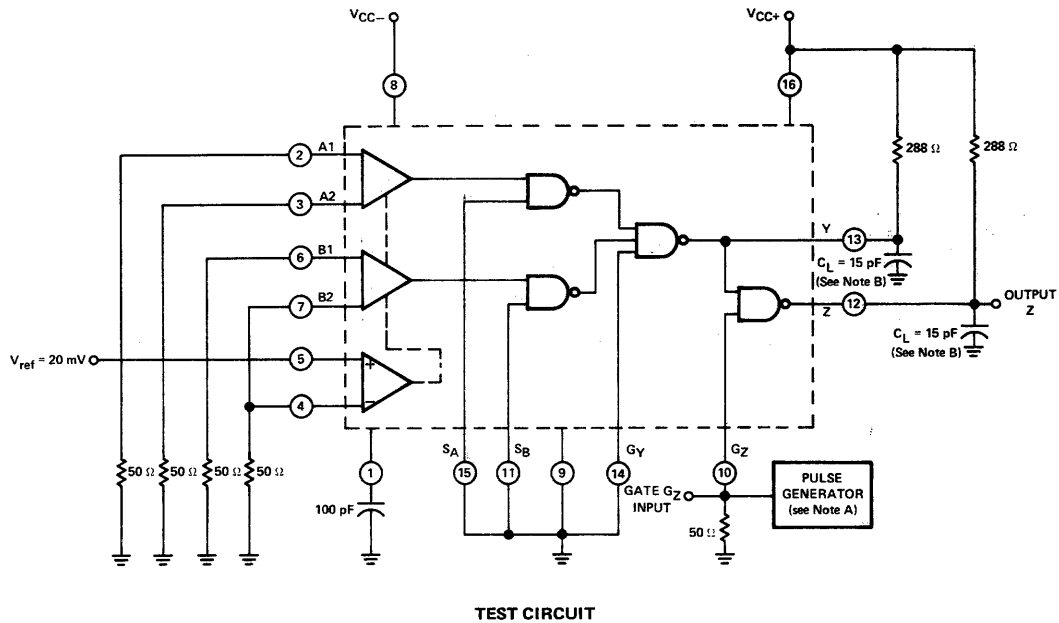 VCC−
VCC+
8
16
2 A1
3 A2
6 B1
7 B2
Vref = 20 mV
5
+
4
−
288 Ω
288 Ω
Y
13
CL = 15 pF
(See Note B)
Z
12
OUTPUT
Z
CL = 15 pF
(See Note B)
50 Ω
50 Ω
50 Ω
50 Ω
1
100 pF
SA
15
SB
11
9
GY
14
GZ
10
GATE GZ
INPUT
50 Ω
PULSE
GENERATOR
(see Note A)
TEST CIRCUIT